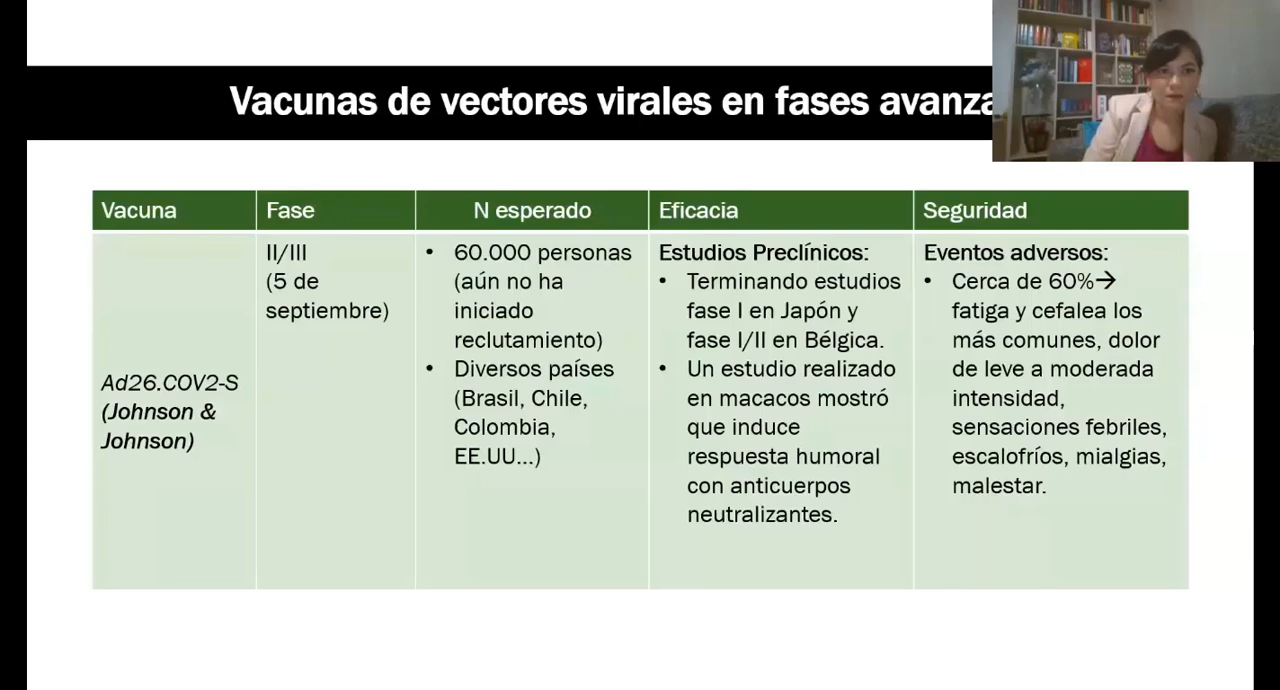 Vacunas de vectores virales en fases avanza
Vacuna
Fase
N esperado
Eficacia
Seguridad
Ad26.COV2-S
(Johnson &
Johnson)
II/III
(5 de
septiembre)
• 60.000 personas
(aún no ha
iniciado
reclutamiento)
• Diversos países
(Brasil, Chile,
Colombia,
EE.UU...)
Estudios Preclínicos:
• Terminando estudios
fase I en Japón y
fase I/II en Bélgica.
• Un estudio realizado
en macacos mostró
que induce
respuesta humoral
con anticuerpos
neutralizantes.
Eventos adversos:
• Cerca de 60%→
fatiga y cefalea los
más comunes, dolor
de leve a moderada
intensidad,
sensaciones febriles,
escalofríos, mialgias,
malestar.